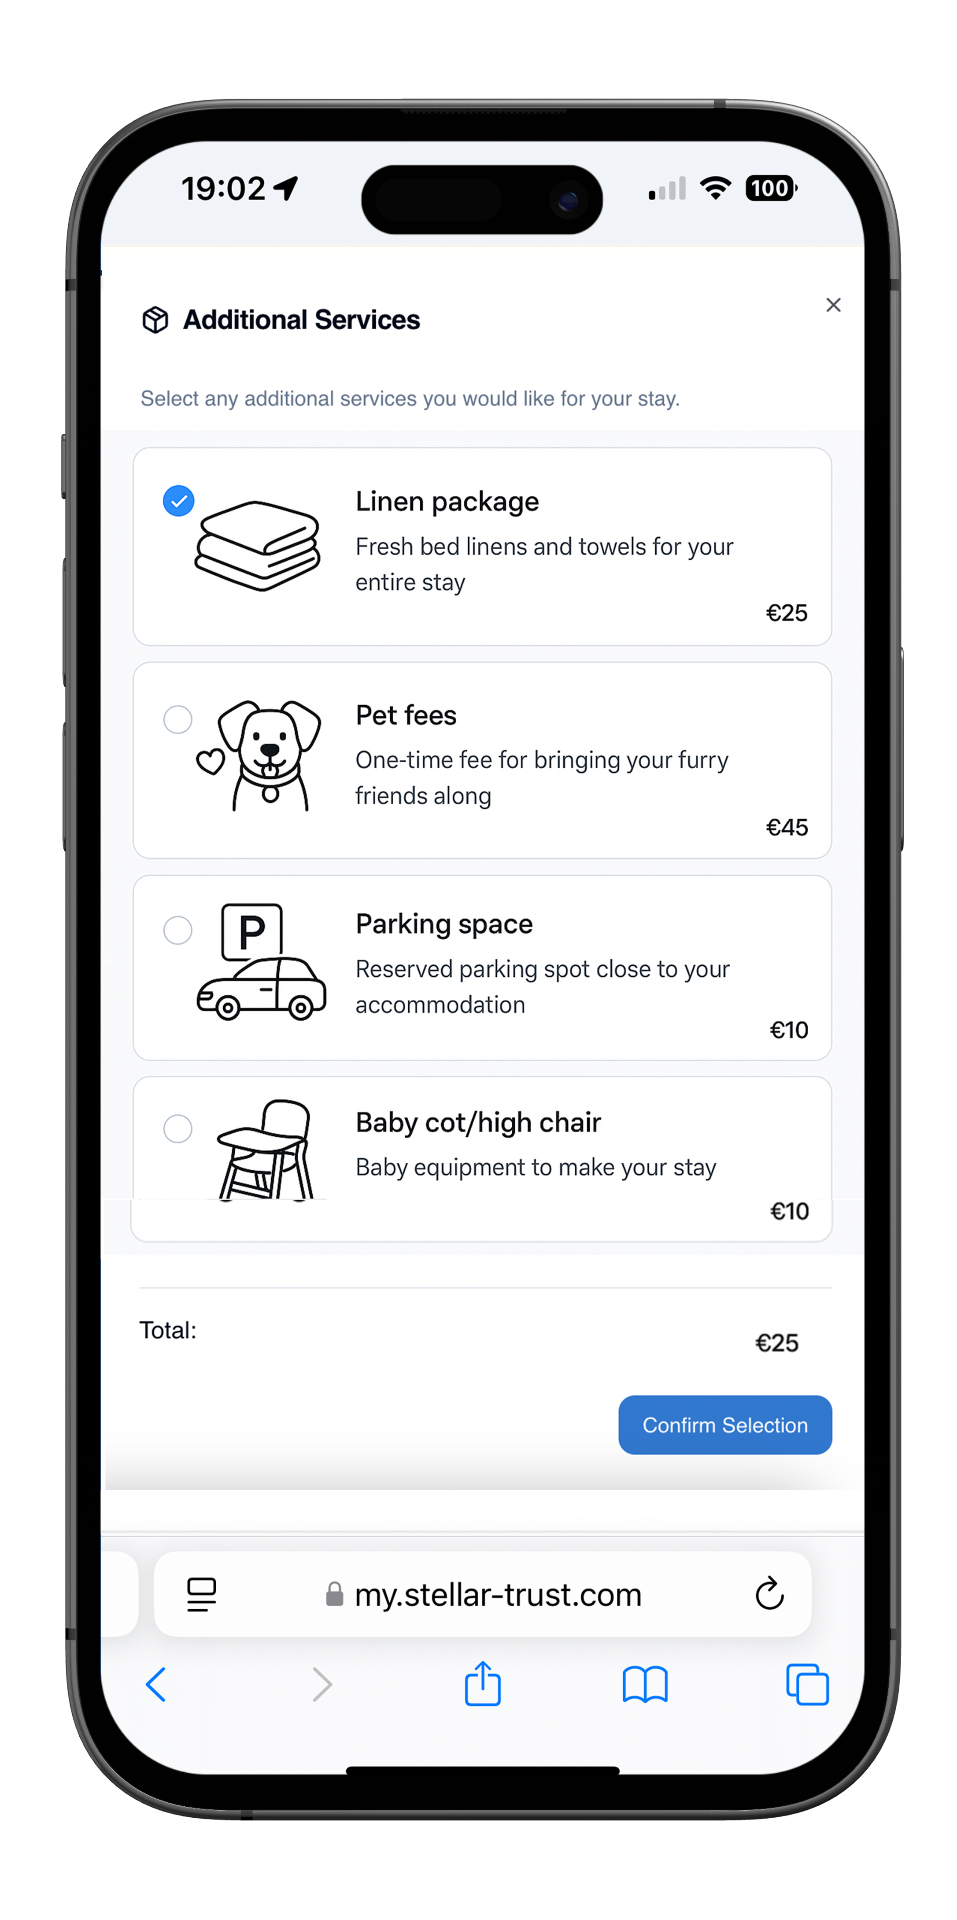 19:02
100
Additional Services
Select any additional services you would like for your stay.
Linen package
Fresh bed linens and towels for your
entire stay
€25
Pet fees
One-time fee for bringing your furry
friends along
€45
P
Parking space
Reserved parking spot close to your
accommodation
€10
Baby cot/high chair
Baby equipment to make your stay
€10
Total:
€25
Confirm Selection
my.stellar-trust.com